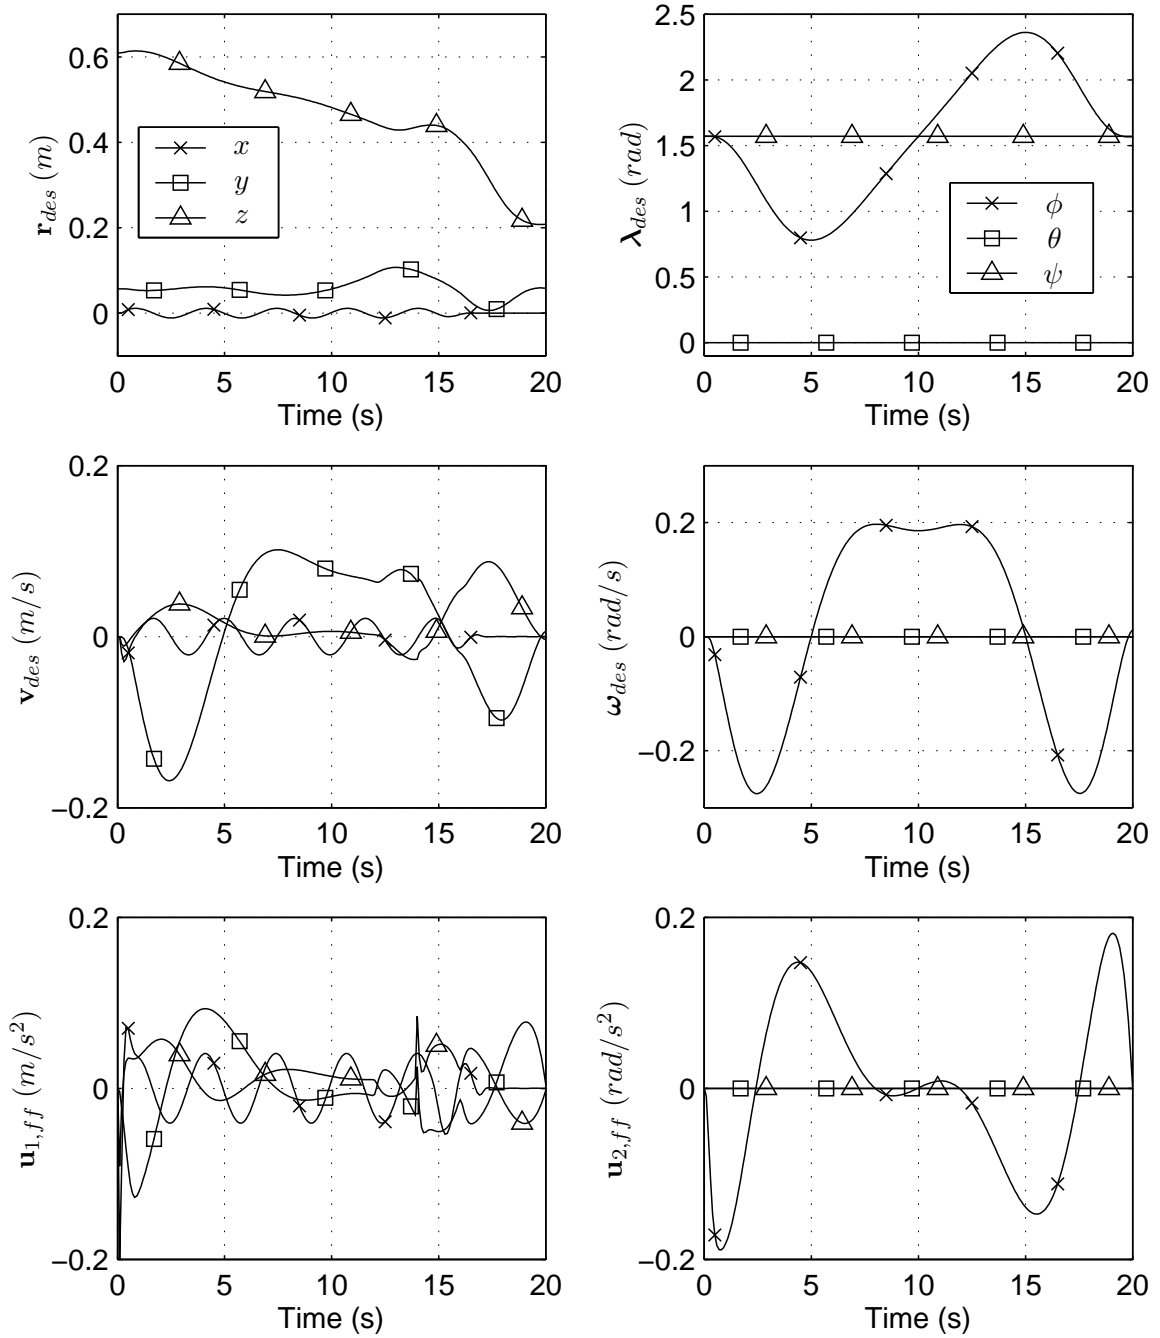 0.6
0.4
0.2
0
r_des (m)
x
y
z
0 5 10 15 20
Time (s)
2.5
2
1.5
1
0.5
0
λ_des (rad)
ϕ
θ
ψ
0 5 10 15 20
Time (s)
0.2
0
−0.2
v_des (m/s)
0 5 10 15 20
Time (s)
0.2
0
−0.2
ω_des (rad/s)
0 5 10 15 20
Time (s)
0.2
0
−0.2
u_1,ff (m/s²)
0 5 10 15 20
Time (s)
0.2
0
−0.2
u_2,ff (rad/s²)
0 5 10 15 20
Time (s)